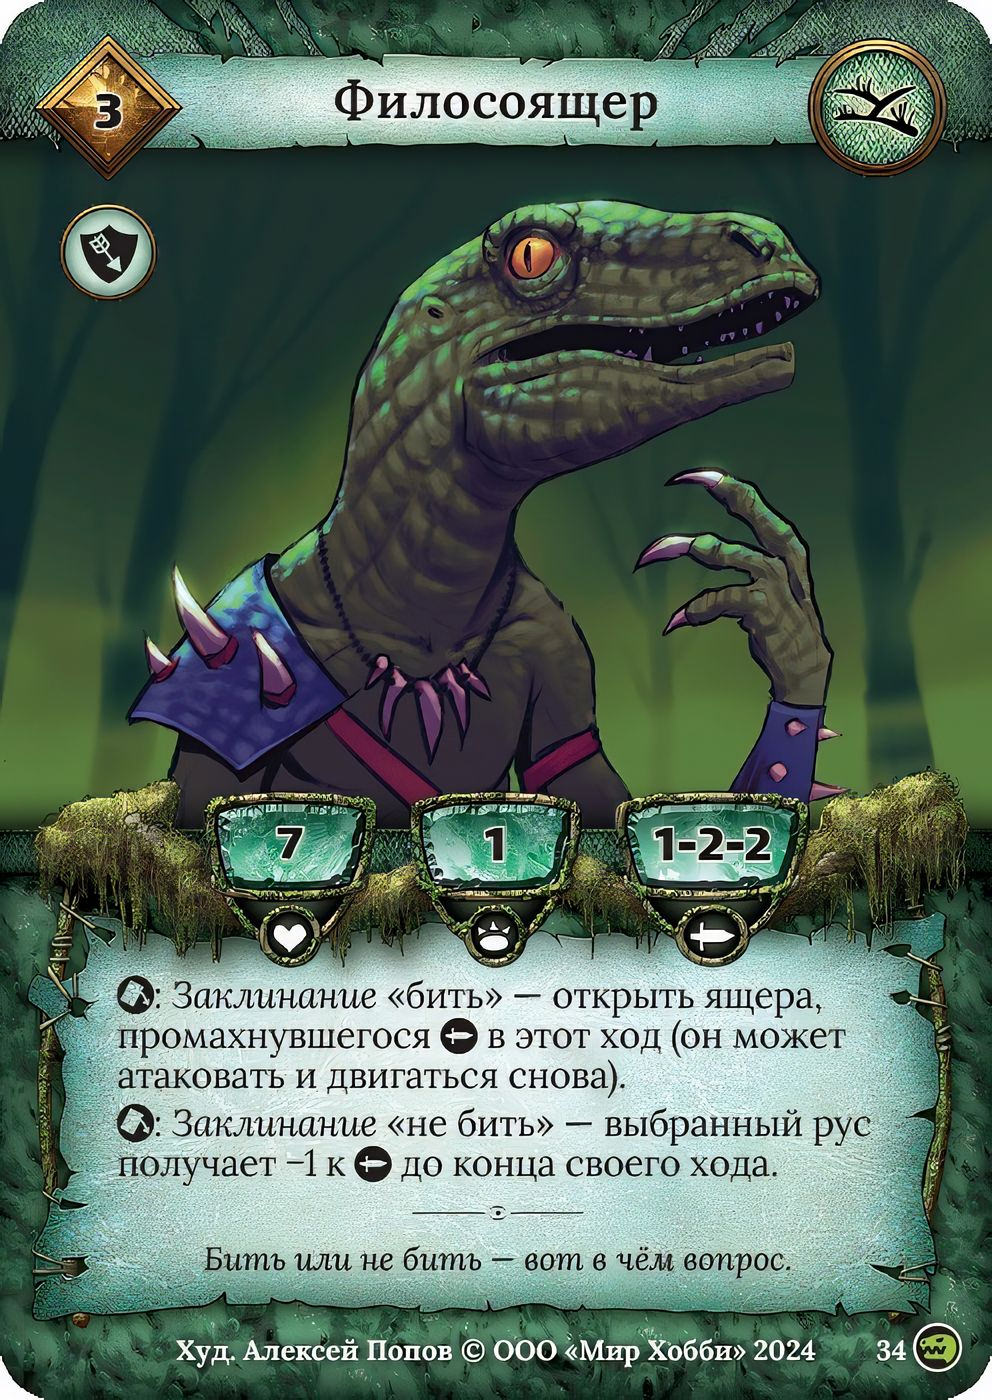 3
Филосоящер
7
1
1-2-2
: Заклинание «бить» — открыть ящера,
промахнувшегося в этот ход (он может
атаковать и двигаться снова).
: Заклинание «не бить» — выбранный рус
получает −1 к до конца своего хода.
Бить или не бить — вот в чём вопрос.
Худ. Алексей Попов © ООО «Мир Хобби» 2024
34